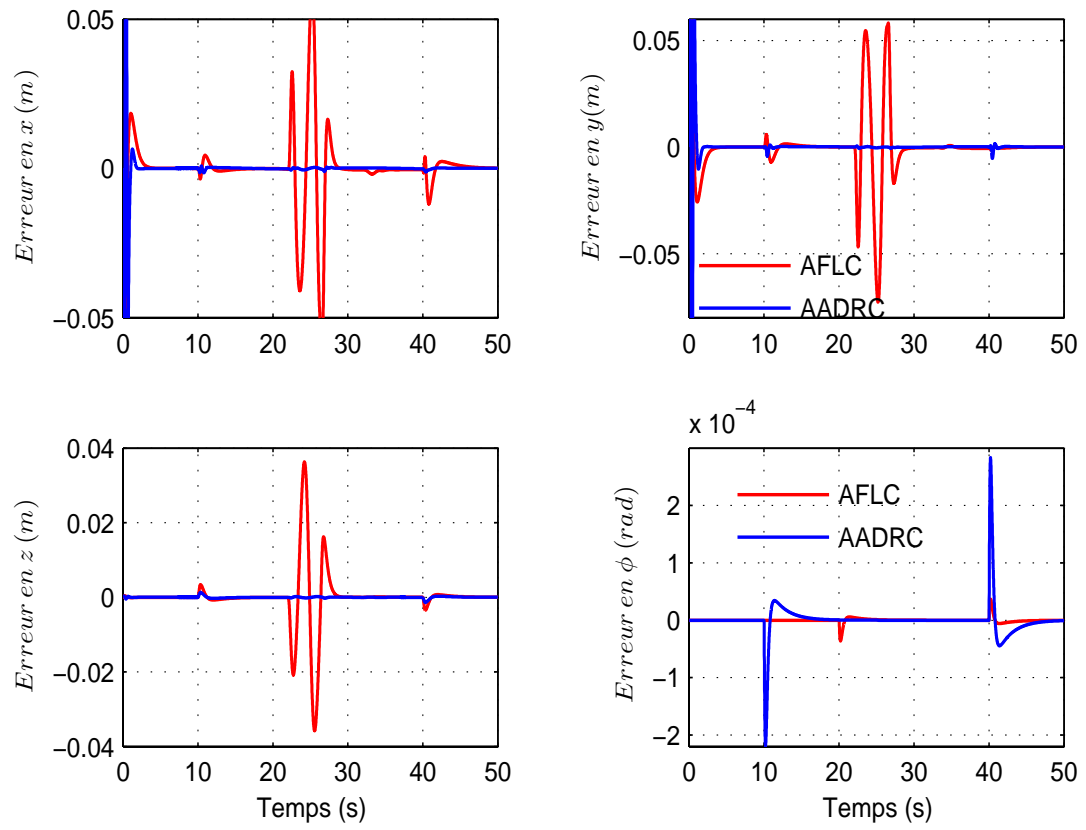 0.05
0
−0.05
Erreur en x (m)
0 10 20 30 40 50
0.05
0
−0.05
Erreur en y(m)
AFLC
AADRC
0 10 20 30 40 50
0.04
0.02
0
−0.02
−0.04
Erreur en z (m)
0 10 20 30 40 50
Temps (s)
x 10−4
2
0
−1
−2
Erreur en ϕ (rad)
AFLC
AADRC
0 10 20 30 40 50
Temps (s)